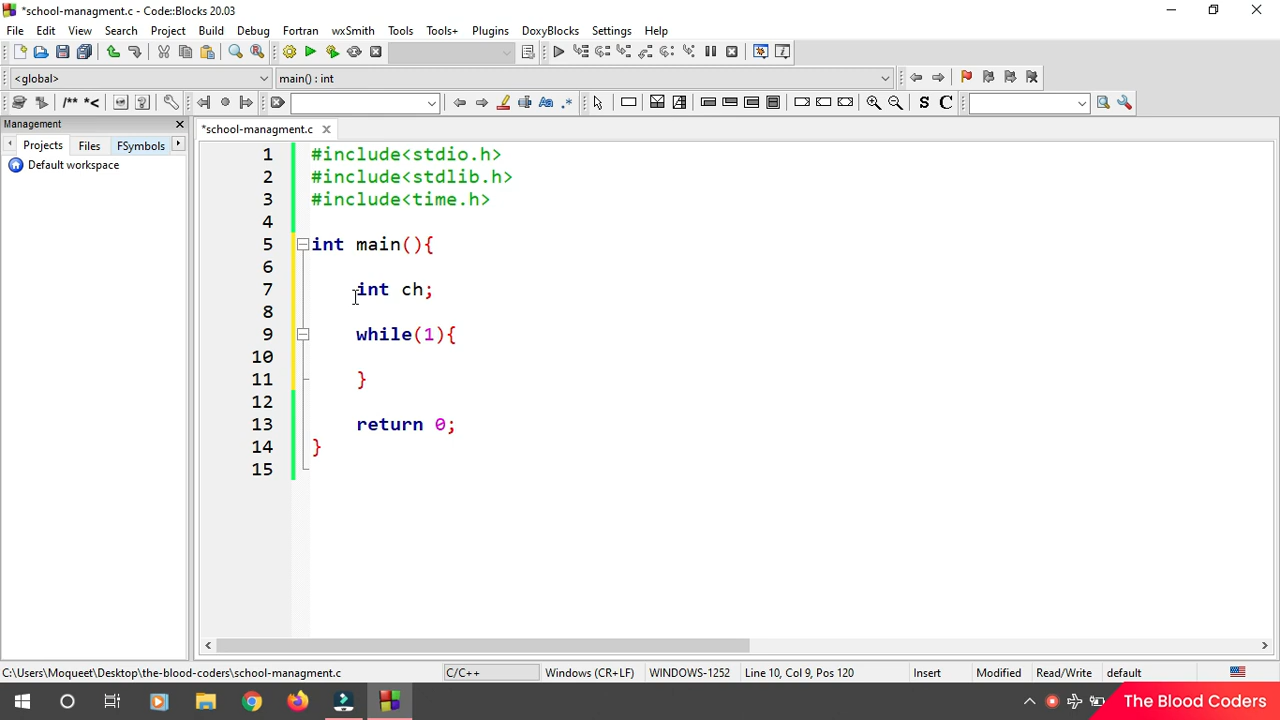 *school-managment.c - Code::Blocks 20.03
File Edit View Search Project Build Debug Fortran wxSmith Tools Tools+ Plugins DoxyBlocks Settings Help
<global> main() : int
/** *<
Aa .* S C
Management
Projects Files FSymbols
Default workspace
*school-managment.c
1 #include<stdio.h>
2 #include<stdlib.h>
3 #include<time.h>
4
5 int main(){
6
7 int ch;
8
9 while(1){
10
11 }
12
13 return 0;
14 }
15
C:\Users\Moqueet\Desktop\the-blood-coders\school-managment.c C/C++ Windows (CR+LF) WINDOWS-1252 Line 10, Col 9, Pos 120 Insert Modified Read/Write default
The Blood Coders